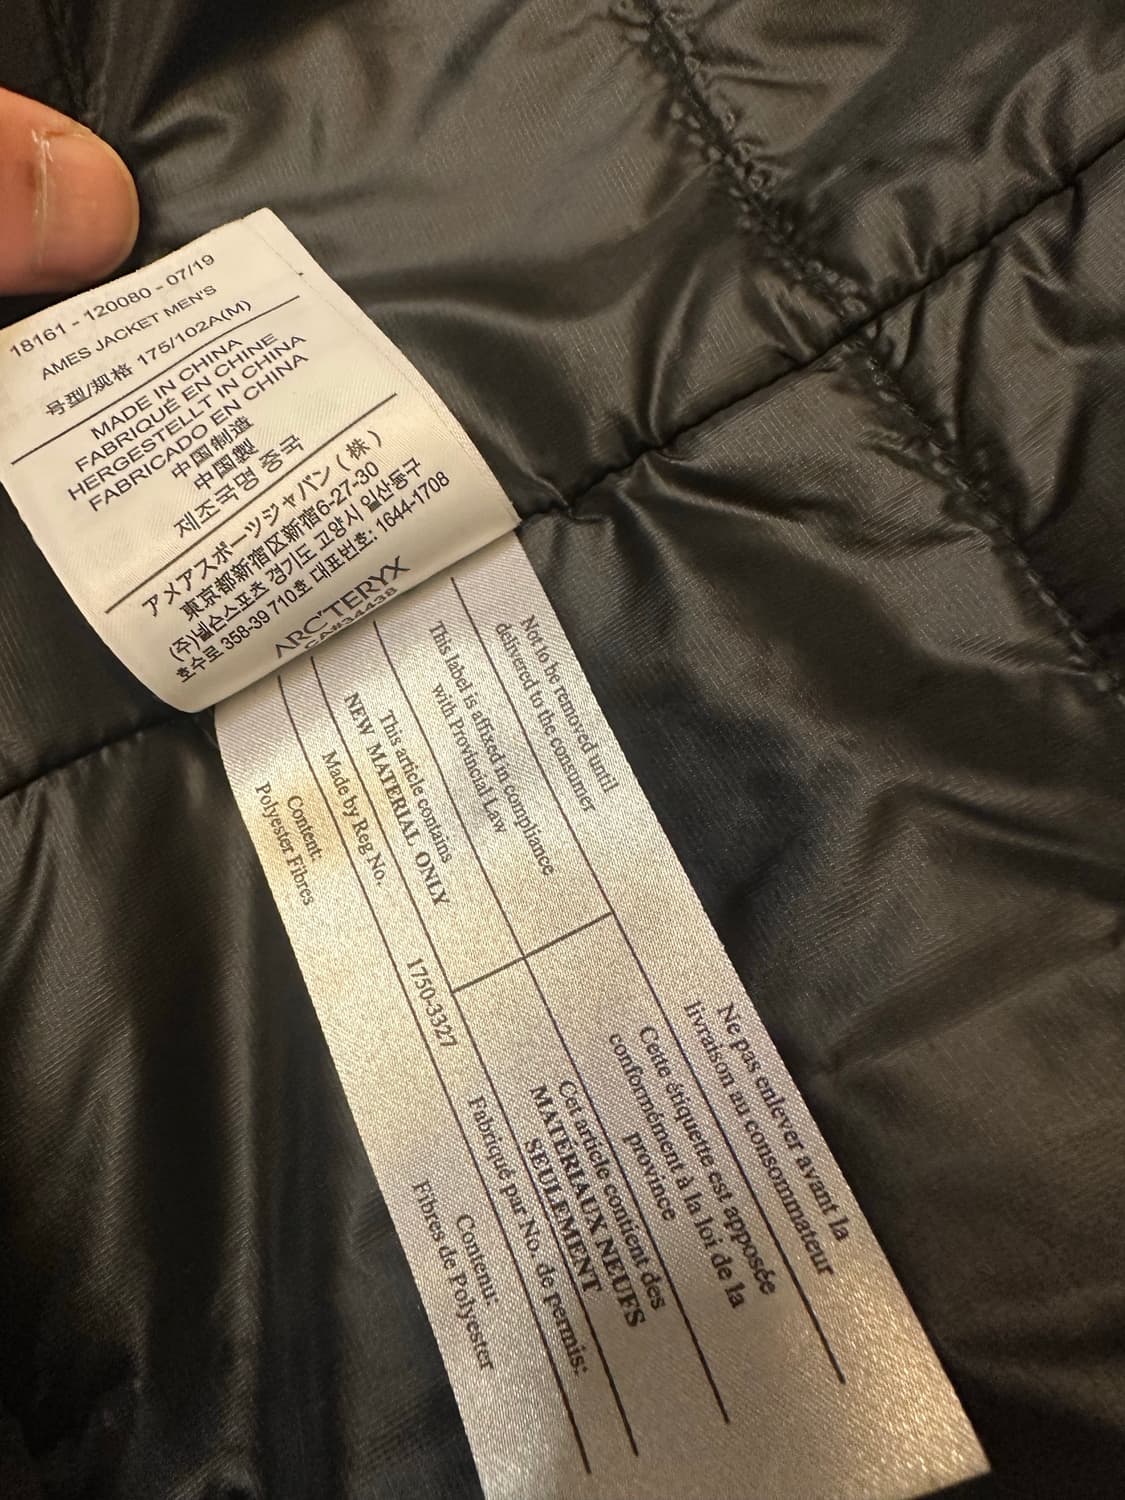 18161 - 120080 - 07/19
AMES JACKET MEN'S
号型/规格 175/102A(M)
MADE IN CHINA
FABRIQUÉ EN CHINE
HERGESTELLT IN CHINA
FABRICADO EN CHINA
中国制造
中国製
제조국명 중국
アメアスポーツジャパン(株)
東京都新宿区新宿6-27-30
(주)넬슨스포츠 경기도 고양시 일산동구
호수로 358-39 710호 대표번호: 1644-1708
ARC'TERYX
CA#34438
Not to be removed until
delivered to the consumer
This label is affixed in compliance
with Provincial Law
This article contains
NEW MATERIAL ONLY
Made by Reg No. 1750-3327
Content:
Polyester Fibres
Ne pas enlever avant la
livraison au consommateur
Cette étiquette est apposée
conformément à la loi de la
province
Cet article contient des
MATÉRIAUX NEUFS
SEULEMENT
Fabriqué par No. de permis:
Contenu:
Fibres de Polyester